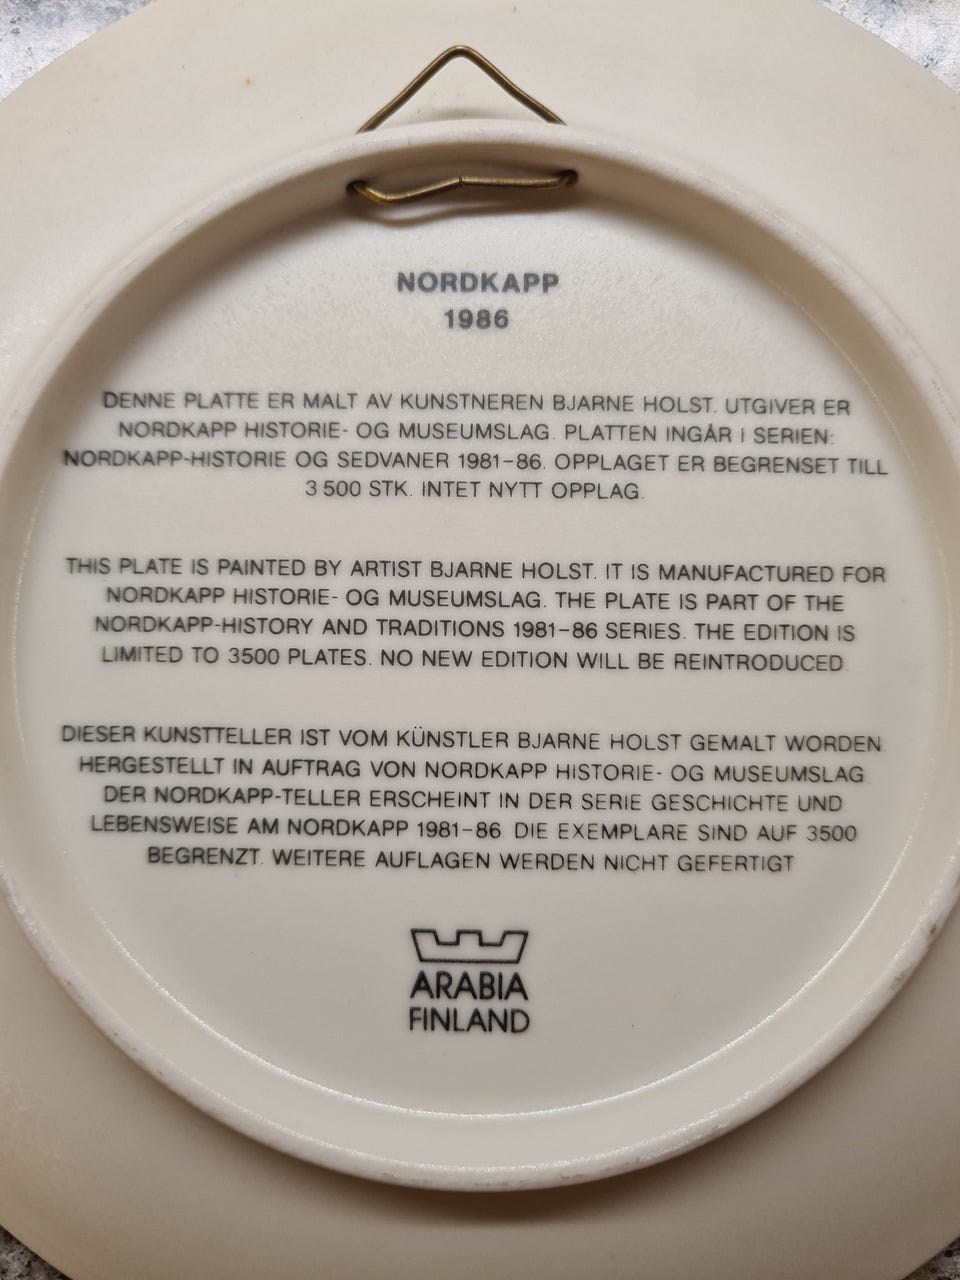 NORDKAPP
1986
DENNE PLATTE ER MALT AV KUNSTNEREN BJARNE HOLST. UTGIVER ER
NORDKAPP HISTORIE- OG MUSEUMSLAG. PLATTEN INGÅR I SERIEN:
NORDKAPP-HISTORIE OG SEDVANER 1981-86. OPPLAGET ER BEGRENSET TILL
3 500 STK. INTET NYTT OPPLAG.
THIS PLATE IS PAINTED BY ARTIST BJARNE HOLST. IT IS MANUFACTURED FOR
NORDKAPP HISTORIE- OG MUSEUMSLAG. THE PLATE IS PART OF THE
NORDKAPP-HISTORY AND TRADITIONS 1981-86 SERIES. THE EDITION IS
LIMITED TO 3500 PLATES. NO NEW EDITION WILL BE REINTRODUCED.
DIESER KUNSTTELLER IST VOM KÜNSTLER BJARNE HOLST GEMALT WORDEN
HERGESTELLT IN AUFTRAG VON NORDKAPP HISTORIE- OG MUSEUMSLAG
DER NORDKAPP-TELLER ERSCHEINT IN DER SERIE GESCHICHTE UND
LEBENSWEISE AM NORDKAPP 1981-86 DIE EXEMPLARE SIND AUF 3500
BEGRENZT. WEITERE AUFLAGEN WERDEN NICHT GEFERTIGT
ARABIA
FINLAND